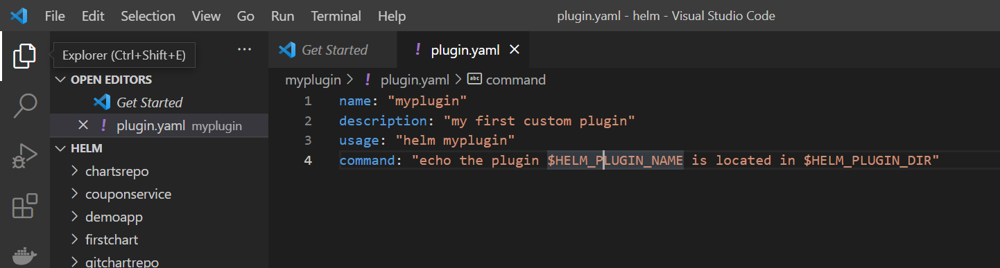 File Edit Selection View Go Run Terminal Help plugin.yaml - helm - Visual Studio Code
Explorer (Ctrl+Shift+E)
...
OPEN EDITORS
Get Started
plugin.yaml myplugin
HELM
chartsrepo
couponservice
demoapp
firstchart
gitchartrepo
Get Started ! plugin.yaml
myplugin > ! plugin.yaml > abc command
1 name: "myplugin"
2 description: "my first custom plugin"
3 usage: "helm myplugin"
4 command: "echo the plugin $HELM_PLUGIN_NAME is located in $HELM_PLUGIN_DIR"